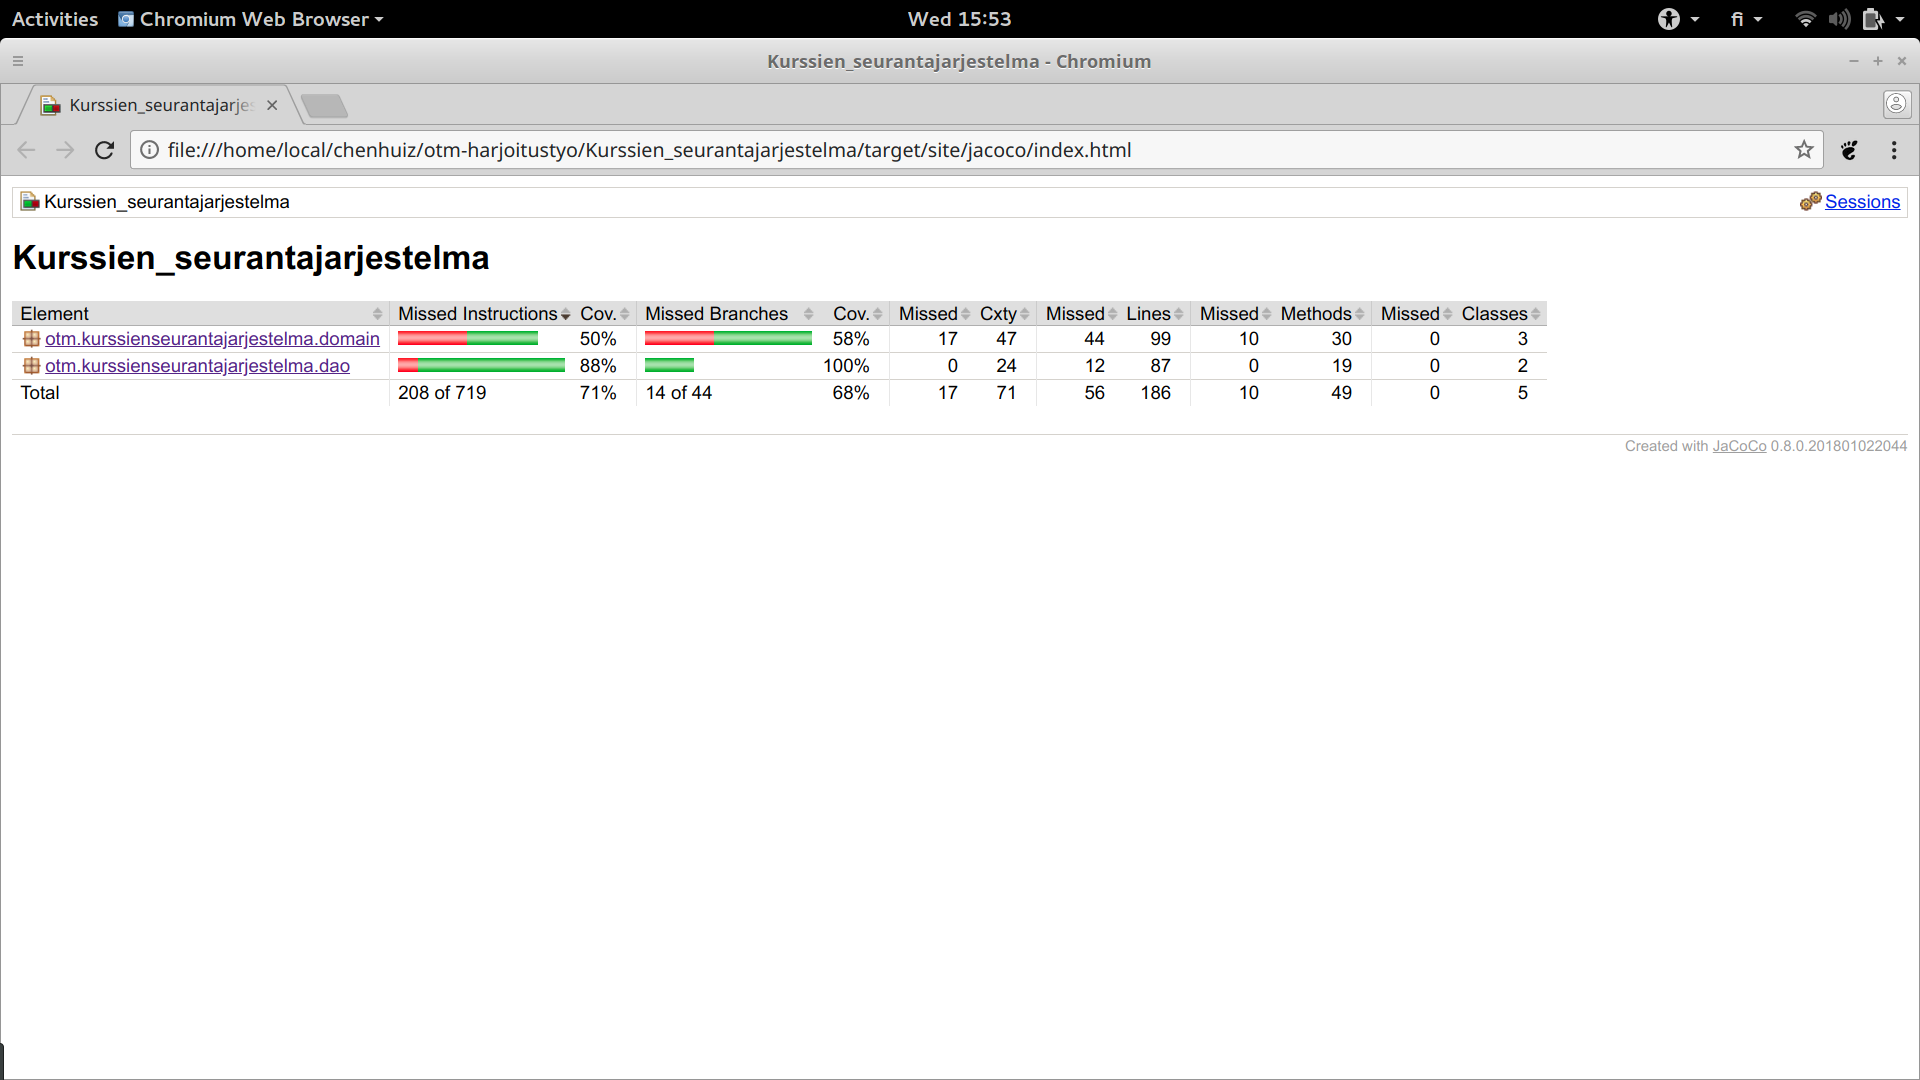 Activities Chromium Web Browser Wed 15:53 fi
Kurssien_seurantajarjestelma - Chromium
Kurssien_seurantajarjes
file:///home/local/chenhuiz/otm-harjoitustyo/Kurssien_seurantajarjestelma/target/site/jacoco/index.html
Kurssien_seurantajarjestelma Sessions
Kurssien_seurantajarjestelma
Element Missed Instructions Cov. Missed Branches Cov. Missed Cxty Missed Lines Missed Methods Missed Classes
otm.kurssienseurantajarjestelma.domain 50% 58% 17 47 44 99 10 30 0 3
otm.kurssienseurantajarjestelma.dao 88% 100% 0 24 12 87 0 19 0 2
Total 208 of 719 71% 14 of 44 68% 17 71 56 186 10 49 0 5
Created with JaCoCo 0.8.0.201801022044